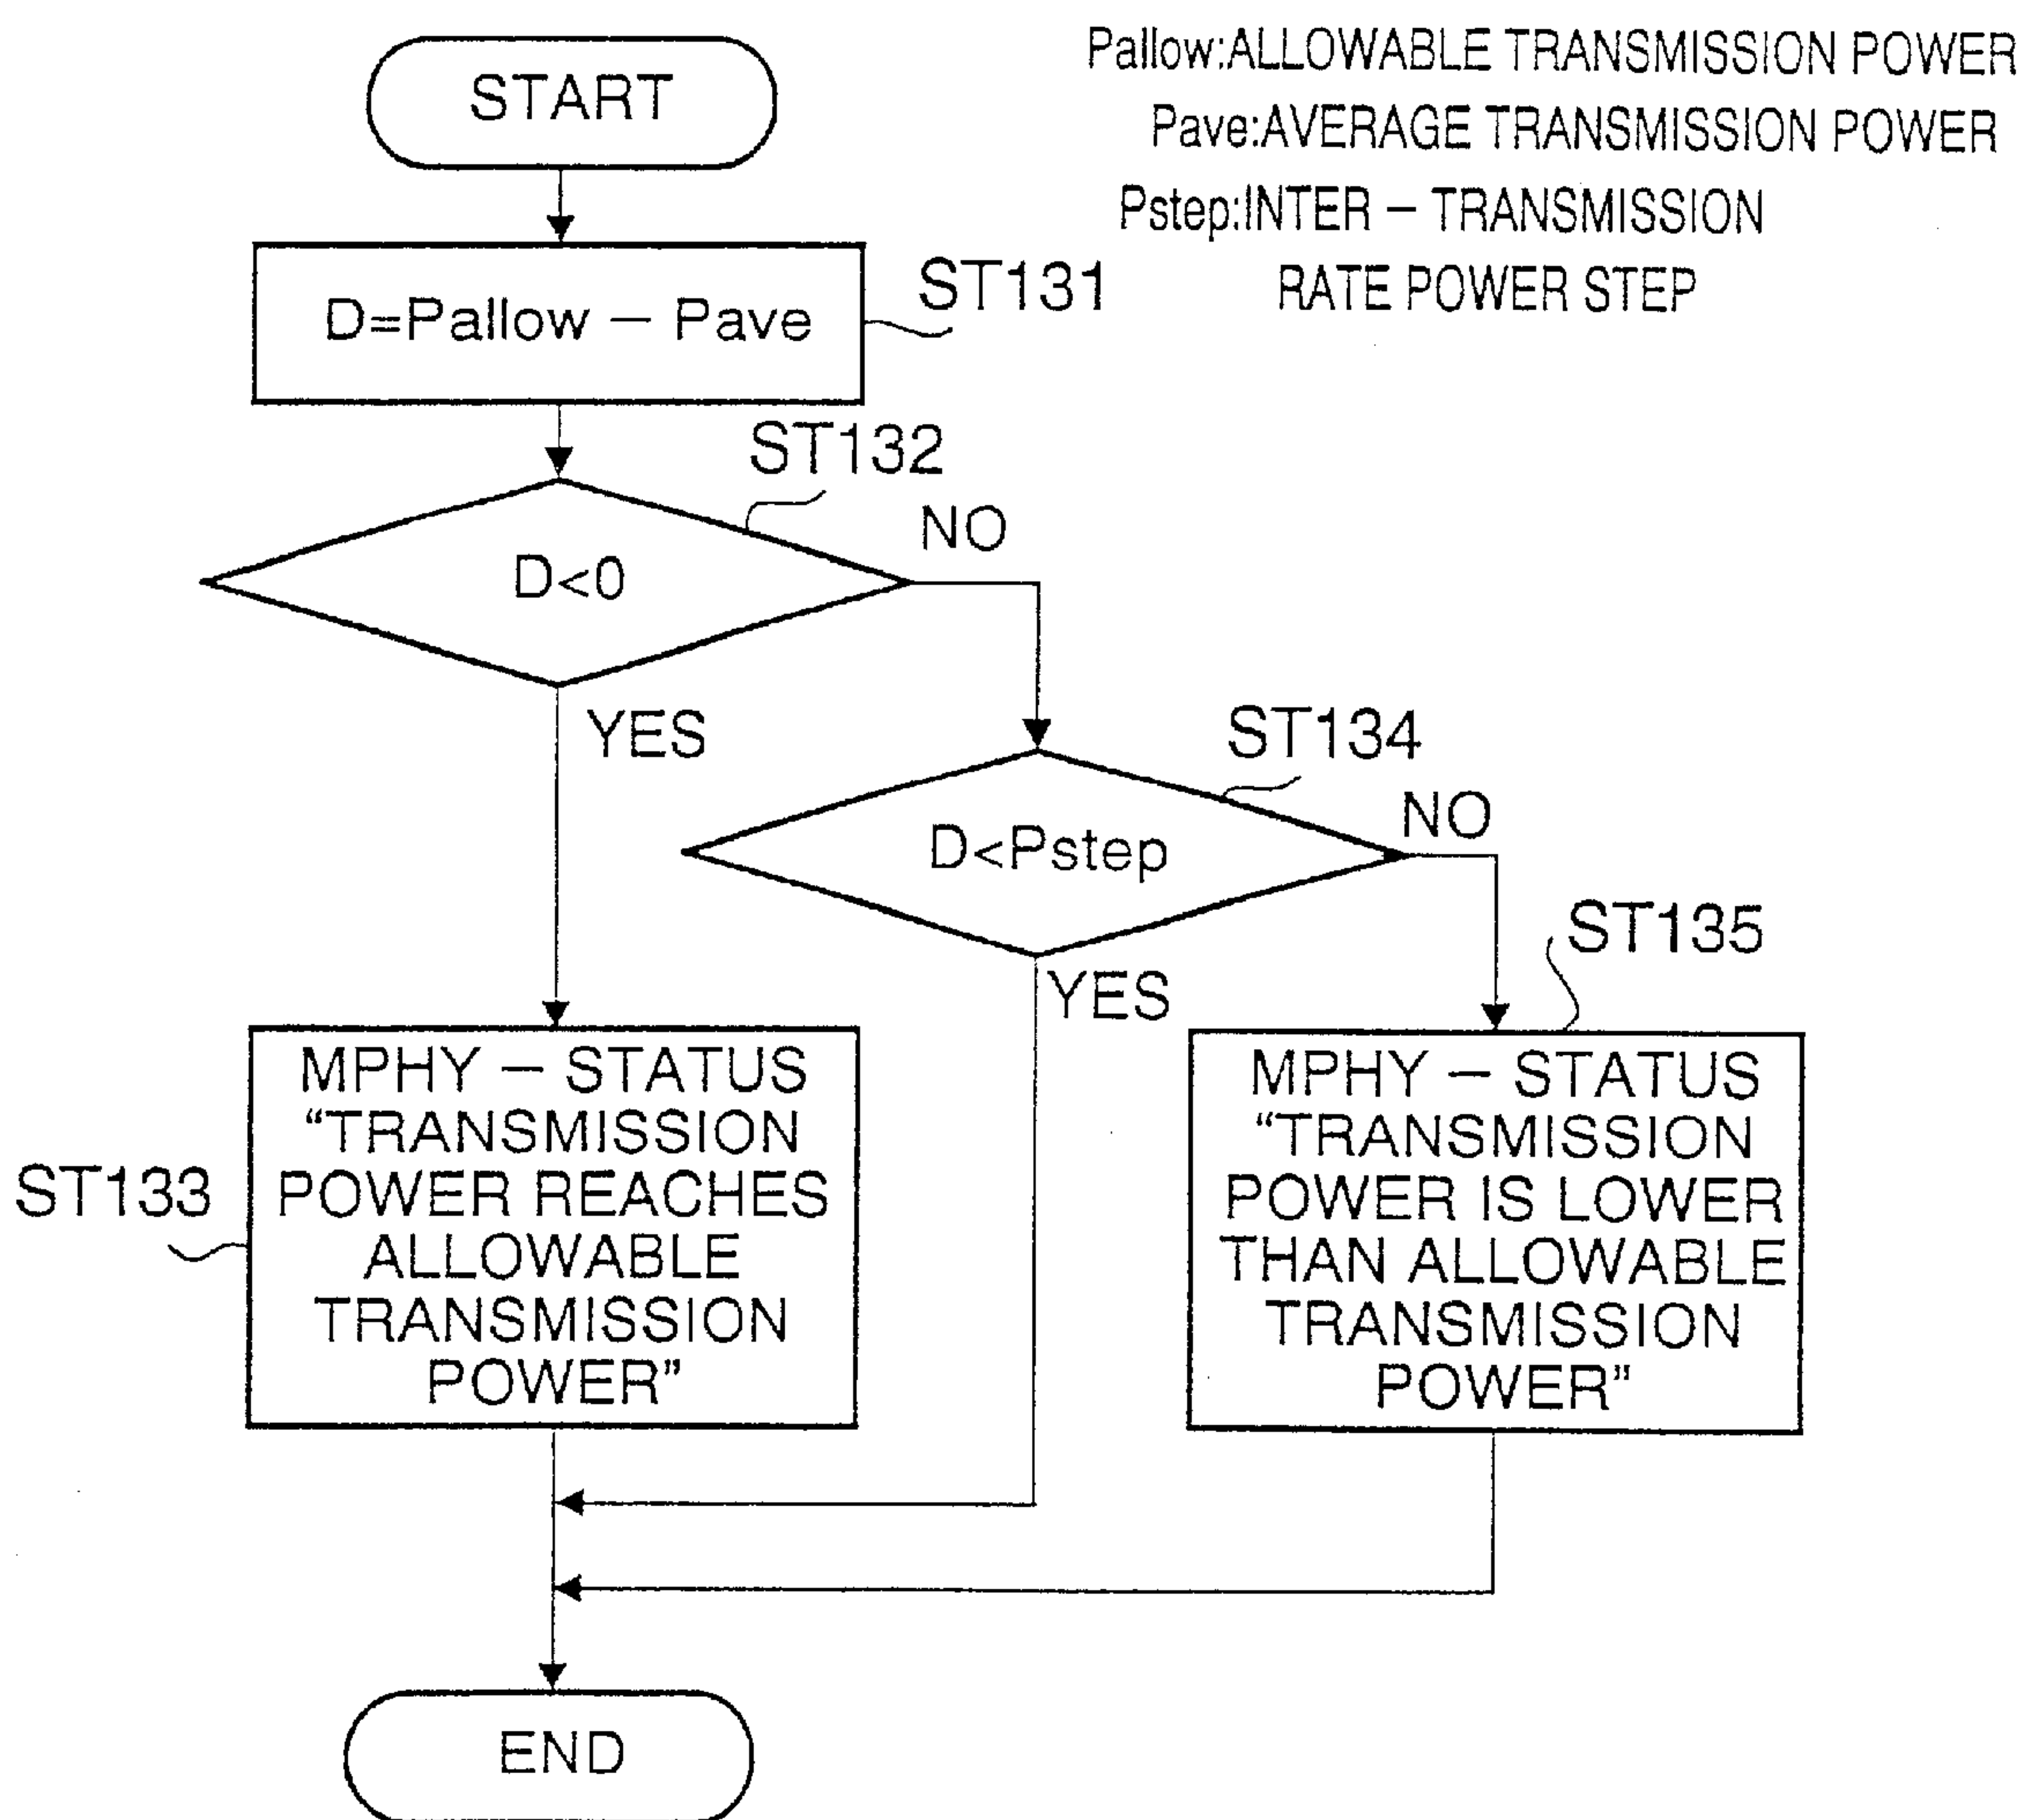 START
Pallow:ALLOWABLE TRANSMISSION POWER
Pave:AVERAGE TRANSMISSION POWER
Pstep:INTER – TRANSMISSION
RATE POWER STEP
D=Pallow – Pave
ST131
ST132
D<0
NO
YES
ST134
D<Pstep
NO
YES
ST135
ST133
MPHY – STATUS
“TRANSMISSION
POWER REACHES
ALLOWABLE
TRANSMISSION
POWER”
MPHY – STATUS
“TRANSMISSION
POWER IS LOWER
THAN ALLOWABLE
TRANSMISSION
POWER”
END